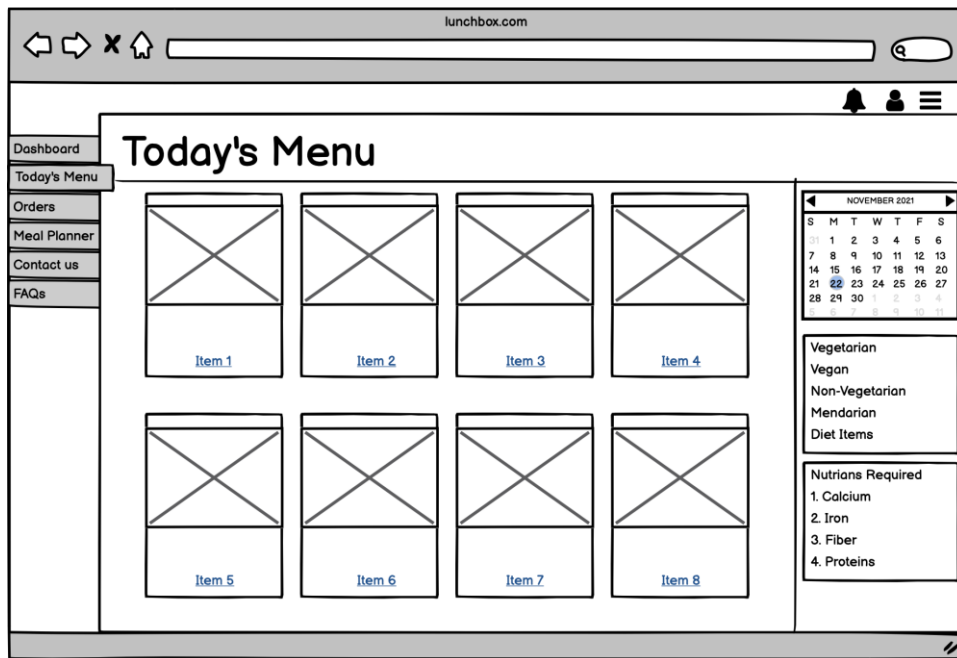 lunchbox.com
Dashboard
Today's Menu
Orders
Meal Planner
Contact us
FAQs
Today's Menu
Item 1 Item 2 Item 3 Item 4
Item 5 Item 6 Item 7 Item 8
NOVEMBER 2021
S M T W T F S
31 1 2 3 4 5 6
7 8 9 10 11 12 13
14 15 16 17 18 19 20
21 22 23 24 25 26 27
28 29 30 1 2 3 4
5 6 7 8 9 10 11
Vegetarian
Vegan
Non-Vegetarian
Mendarian
Diet Items
Nutrians Required
1. Calcium
2. Iron
3. Fiber
4. Proteins